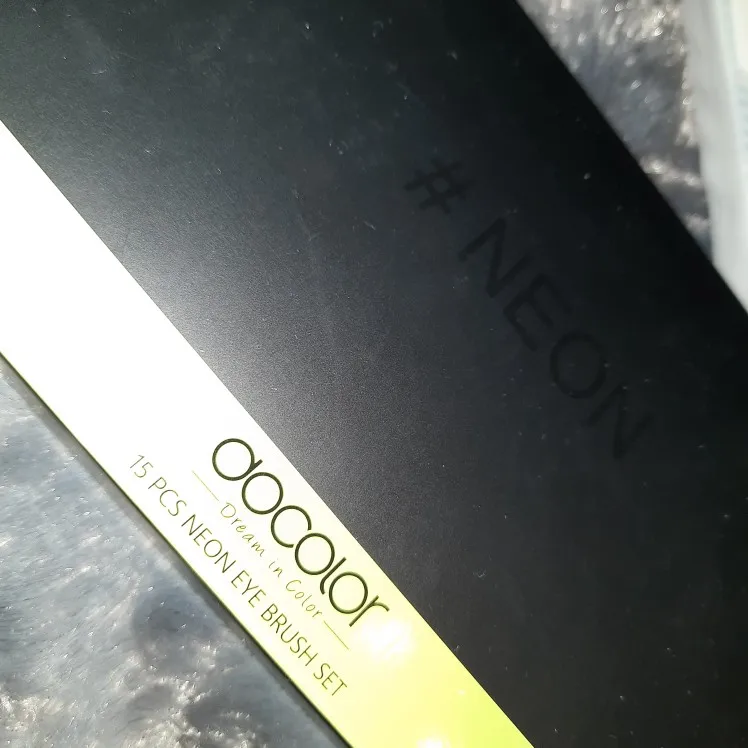 # NEON
docolor
Dream in Color
15 PCS NEON EYE BRUSH SET